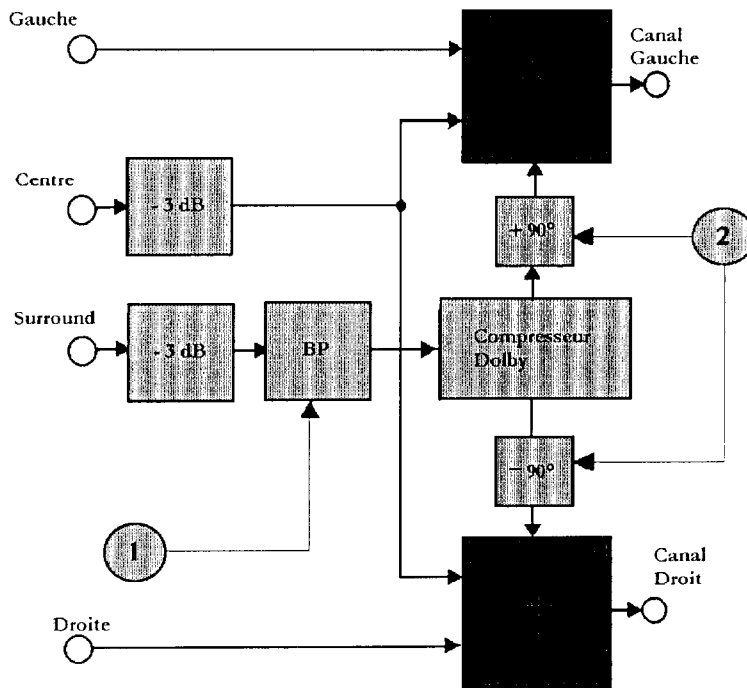 Gauche
Canal
Gauche
Centre
- 3 dB
+ 90°
2
Surround
- 3 dB
BP
Compresseur
Dolby
- 90°
1
Canal
Droit
Droite